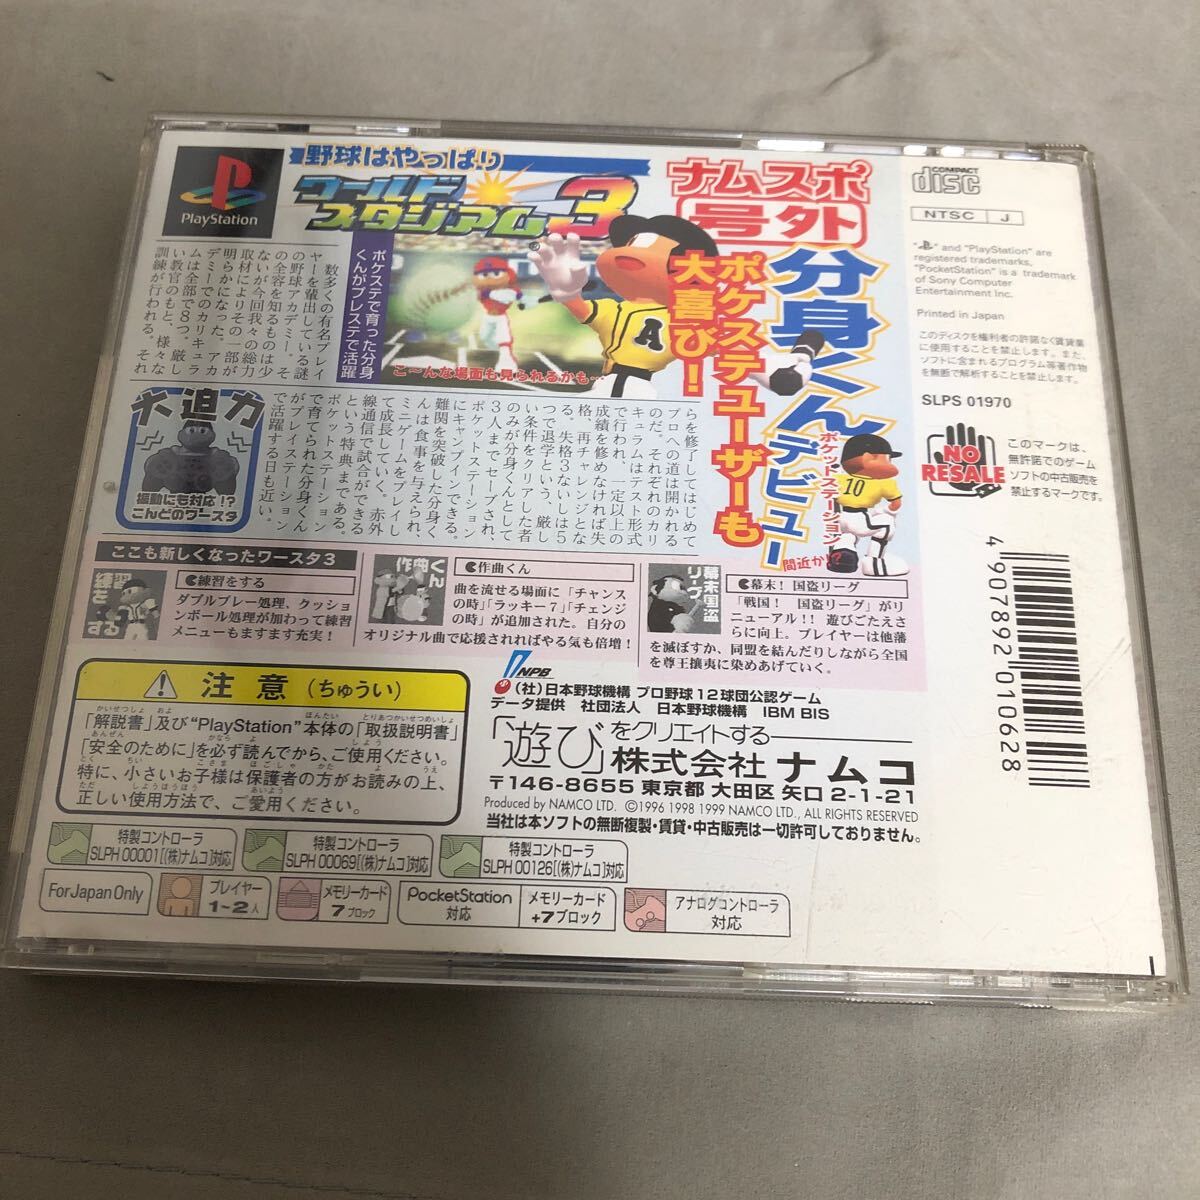 PlayStation
野球はやっぱり
ワールド
スタジアム3
ナムスポ
号外
分身くん
デビュー
ポケットステーション
間近か!?
ポケステユーザーも
大喜び!
ポケステで育った分身
くんがプレステで活躍
こ〜んな場面も見られるかも…
A
10
数多くの有名プレイ
ヤーを輩出している謎
の野球アカデミー。そ
の全容を知るものは少
ないが今回我々の総力
取材によりその一部が
明らかになった。アカ
デミーでのカリキュラ
ムは全部で8つ。厳し
い教官のもと、様々な
訓練が行われる。それ
らを修了してはじめて
プロへの道は開かれる
のだ。それぞれのカリ
キュラムはテスト形式
で行われ、一定以上の
成績を修めなければ失
格、再チャレンジとな
る。失格3ないしは5
つで退学という、厳し
い条件をクリアした者
のみが分身くんとして
3人までセーブされ、
ポケットステーション
にキャンプインできる。
難関を突破した分身く
んは食事を与えられ、
ミニゲームをプレイし
て成長していく。赤外
線通信で試合ができる
という特典まである。
ポケットステーション
で育てられた分身くん
がプレイステーション
で活躍する日も近い。
大迫力
振動にも対応!?
こんどのワースタ
ここも新しくなったワースタ3
練習をする
練習をする
ダブルプレー処理、クッショ
ンボール処理が加わって練習
メニューもますます充実!
作曲くん
作曲くん
曲を流せる場面に「チャンス
の時」「ラッキー7」「チェンジ
の時」が追加された。自分の
オリジナル曲で応援されればやる気も倍増!
幕末国盗リーグ
幕末!国盗リーグ
「戦国! 国盗リーグ」がリ
ニューアル!! 遊びごたえさ
らに向上。プレイヤーは他藩
を滅ぼすか、同盟を結んだりしながら全国
を尊王攘夷に染めあげていく。
注意(ちゅうい)
「解説書」及び"PlayStation"本体の「取扱説明書」
「安全のために」を必ず読んでから、ご使用ください。
特に、小さいお子様は保護者の方がお読みの上、
正しい使用方法で、ご愛用ください。
NPB
(社)日本野球機構 プロ野球12球団公認ゲーム
データ提供 社団法人 日本野球機構 IBM BIS
「遊び」をクリエイトする
株式会社ナムコ
〒146-8655 東京都 大田区 矢口 2-1-21
Produced by NAMCO LTD. ©1996 1998 1999 NAMCO LTD., ALL RIGHTS RESERVED
当社は本ソフトの無断複製・賃貸・中古販売は一切許可しておりません。
特製コントローラ
SLPH 00001[(株)ナムコ]対応
特製コントローラ
SLPH 00069[(株)ナムコ]対応
特製コントローラ
SLPH 00126[(株)ナムコ]対応
For Japan Only
プレイヤー
1~2人
メモリーカード
7ブロック
PocketStation
対応
メモリーカード
+7ブロック
アナログコントローラ
対応
COMPACT
disc
NTSC J
"PS" and "PlayStation" are
registered trademarks,
"PocketStation" is a trademark
of Sony Computer
Entertainment Inc.
Printed in Japan
このディスクを権利者の許諾なく賃貸業
に使用することを禁止します。また、
ソフトに含まれるプログラム等著作物
を無断で解析することを禁止します。
SLPS 01970
NO
RESALE
このマークは、
無許諾でのゲーム
ソフトの中古販売を
禁止するマークです。
4 907892 010628